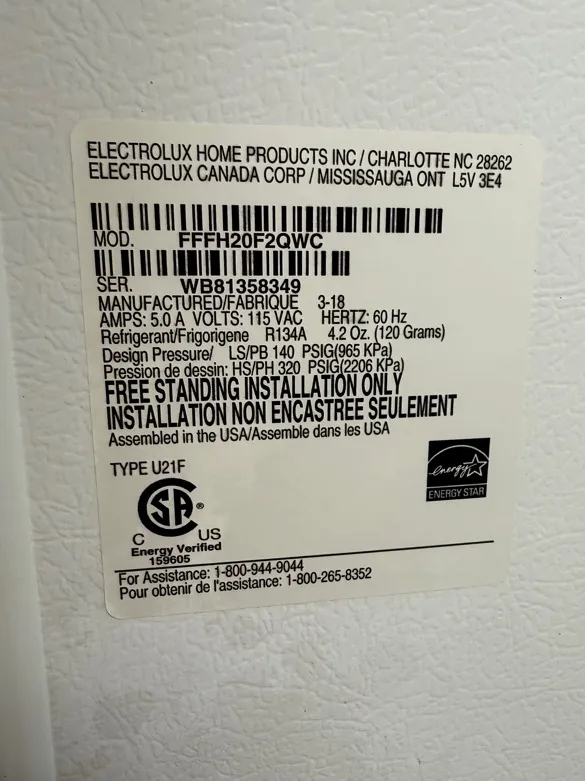 ELECTROLUX HOME PRODUCTS INC / CHARLOTTE NC 28262
ELECTROLUX CANADA CORP / MISSISSAUGA ONT L5V 3E4
MOD. FFFH20F2QWC
SER. WB81358349
MANUFACTURED/FABRIQUE 3-18
AMPS: 5.0 A VOLTS: 115 VAC HERTZ: 60 Hz
Refrigerant/Frigorigene R134A 4.2 Oz. (120 Grams)
Design Pressure/ LS/PB 140 PSIG(965 KPa)
Pression de dessin: HS/PH 320 PSIG(2206 KPa)
FREE STANDING INSTALLATION ONLY
INSTALLATION NON ENCASTREE SEULEMENT
Assembled in the USA/Assemble dans les USA
TYPE U21F
energy
ENERGY STAR
SA®
C US
Energy Verified
159605
For Assistance: 1-800-944-9044
Pour obtenir de l'assistance: 1-800-265-8352